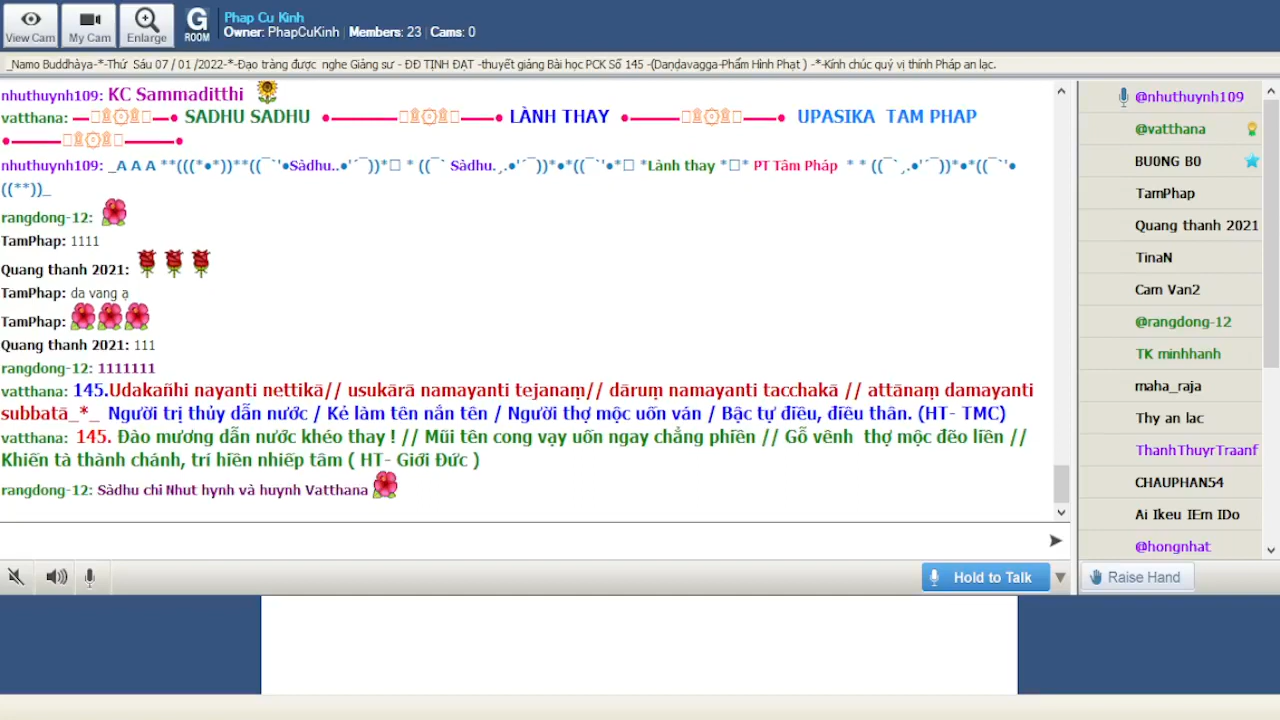 View Cam
My Cam
Enlarge
G
ROOM
Phap Cu Kinh
Owner: PhapCuKinh | Members: 23 | Cams: 0
_Namo Buddhàya-*-Thứ Sáu 07 / 01 /2022-*-Đạo tràng được nghe Giảng sư - ĐĐ TỊNH ĐẠT -thuyết giảng Bài học PCK Số 145 -(Daṇḍavagga-Phẩm Hình Phạt ) -*-Kính chúc quý vị thính Pháp an lạc.
nhuthuynh109: KC Sammaditthi
vatthana: SADHU SADHU LÀNH THAY UPASIKA TAM PHAP
nhuthuynh109: _A A A **(((*●*))**((¯`'●Sàdhu..●'´¯))* * ((¯` Sàdhu.¸.●'´¯))*●*((¯`'●* *Lành thay ** PT Tâm Pháp * * ((¯`¸.●'´¯))*●*((¯`'●
((**))_
rangdong-12:
TamPhap: 1111
Quang thanh 2021:
TamPhap: da vang ạ
TamPhap:
Quang thanh 2021: 111
rangdong-12: 1111111
vatthana: 145.Udakañhi nayanti nettikā// usukārā namayanti tejanaṃ// dāruṃ namayanti tacchakā // attānaṃ damayanti
subbatā_*_ Người trị thủy dẫn nước / Kẻ làm tên nắn tên / Người thợ mộc uốn ván / Bậc tự điều, điều thân. (HT- TMC)
vatthana: 145. Đào mương dẫn nước khéo thay ! // Mũi tên cong vạy uốn ngay chẳng phiền // Gỗ vênh thợ mộc đẽo liền //
Khiến tà thành chánh, trí hiền nhiếp tâm ( HT- Giới Đức )
rangdong-12: Sàdhu chi Nhut hynh và huynh Vatthana
@nhuthuynh109
@vatthana
BU0NG B0
TamPhap
Quang thanh 2021
TinaN
Cam Van2
@rangdong-12
TK minhhanh
maha_raja
Thy an lac
ThanhThuyrTraanf
CHAUPHAN54
Ai Ikeu IEm IDo
@hongnhat
Hold to Talk
Raise Hand